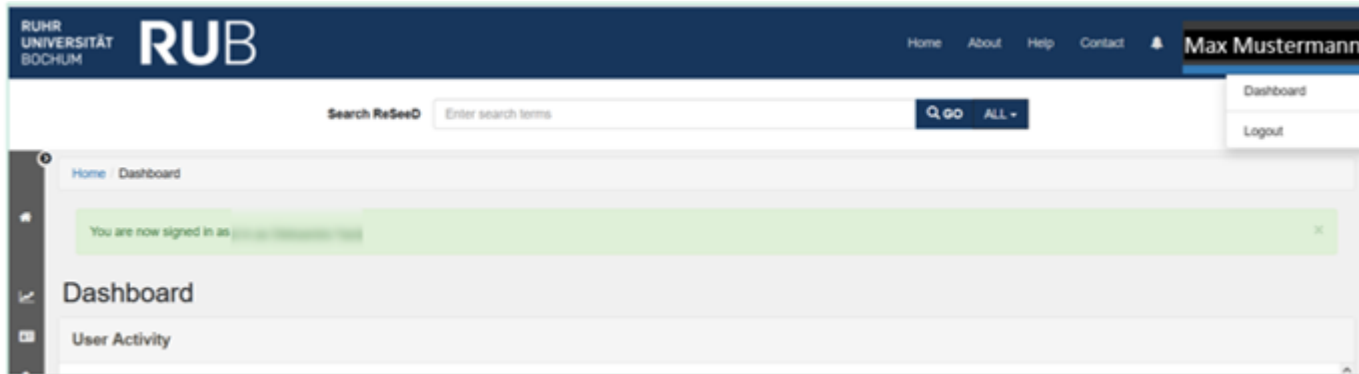 RUHR
UNIVERSITÄT
BOCHUM
RUB
Home About Help Contact Max Mustermann
Dashboard
Logout
Search ReSeeD Enter search terms GO ALL
Home / Dashboard
You are now signed in as
×
Dashboard
User Activity